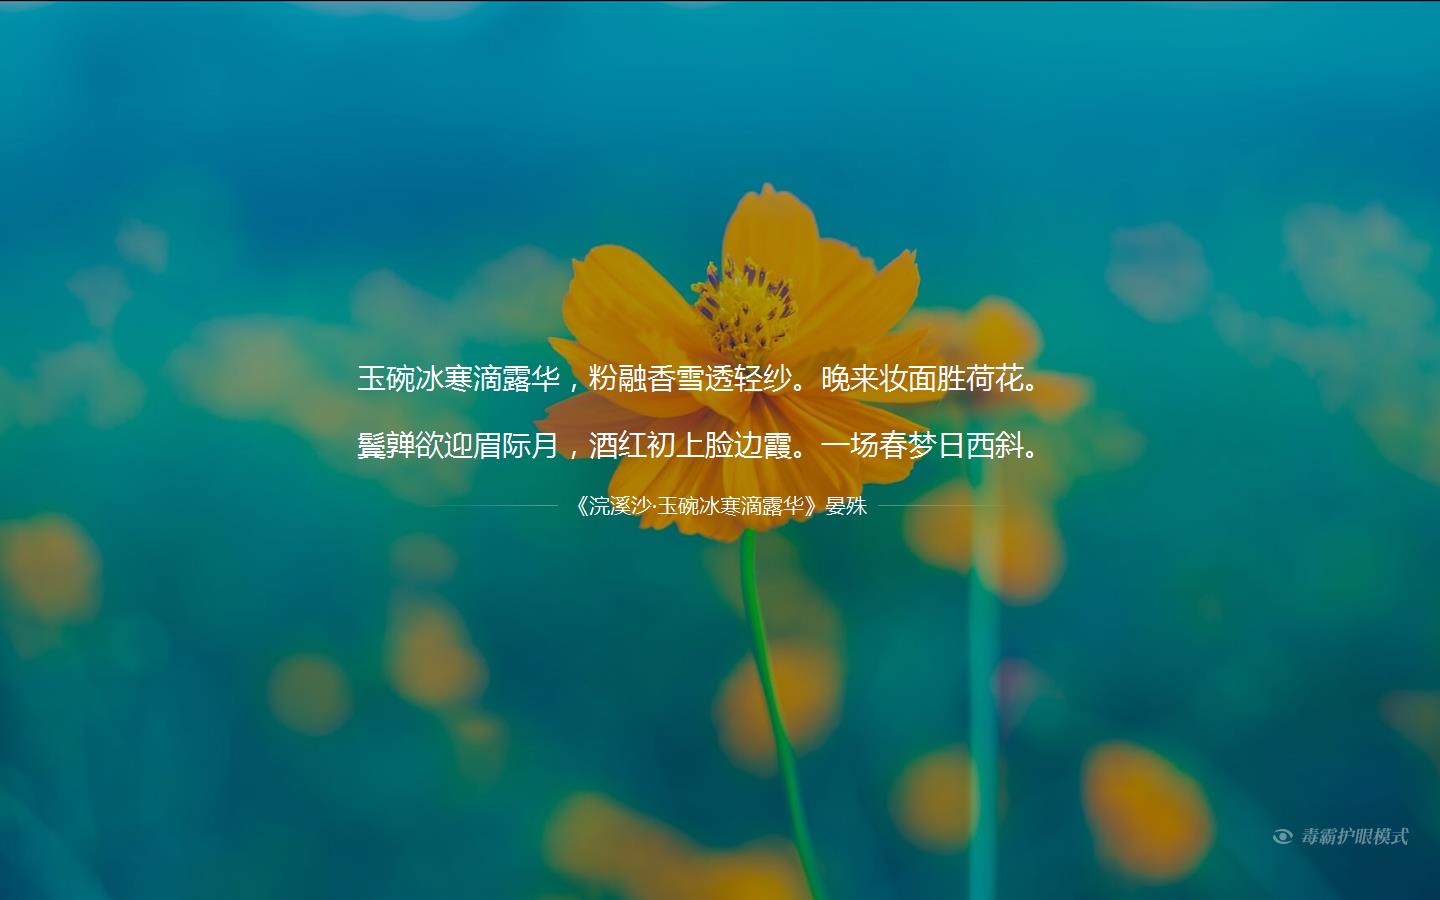 玉碗冰寒滴露华，粉融香雪透轻纱。晚来妆面胜荷花。
鬓亸欲迎眉际月，酒红初上脸边霞。一场春梦日西斜。
《浣溪沙·玉碗冰寒滴露华》晏殊
毒霸护眼模式